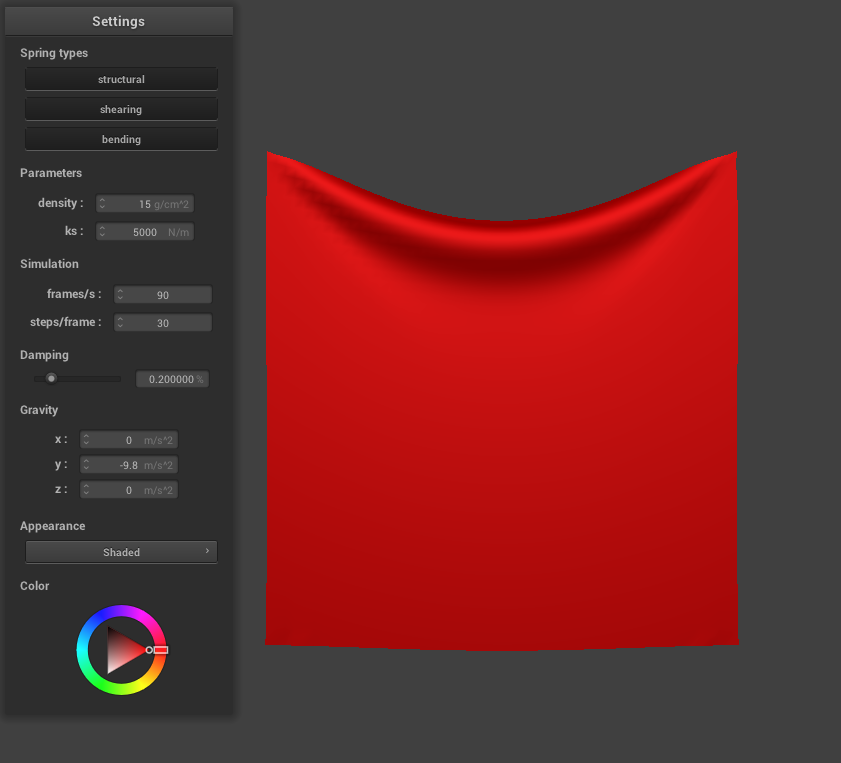 Settings
Spring types
structural
shearing
bending
Parameters
density : 15 g/cm^2
ks : 5000 N/m
Simulation
frames/s : 90
steps/frame : 30
Damping
0.200000 %
Gravity
x : 0 m/s^2
y : -9.8 m/s^2
z : 0 m/s^2
Appearance
Shaded ›
Color